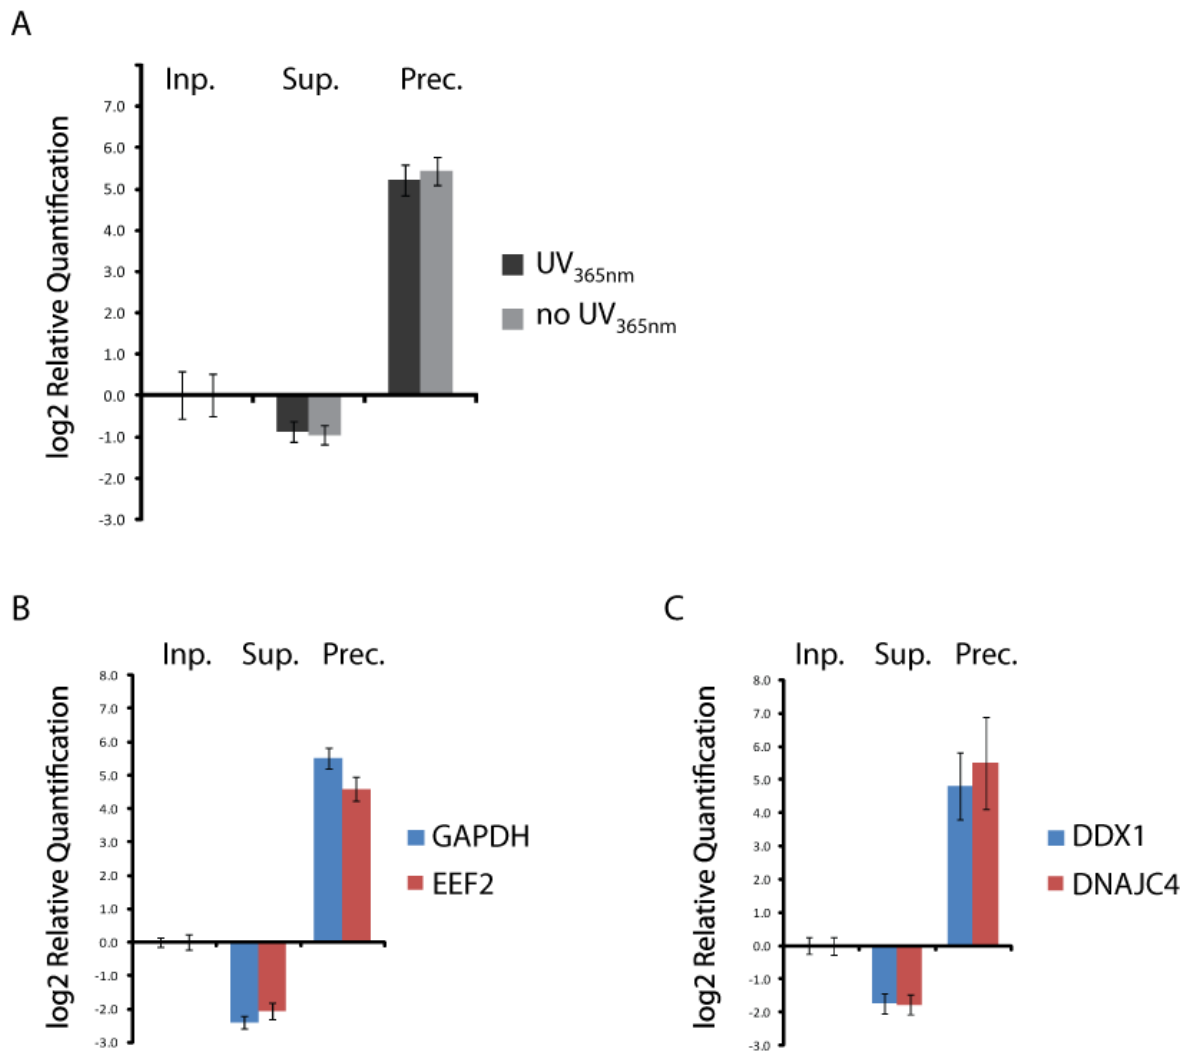 A
Inp. Sup. Prec.
log2 Relative Quantification
7.0
6.0
5.0
4.0
3.0
2.0
1.0
0.0
-1.0
-2.0
-3.0
UV365nm
no UV365nm
B
Inp. Sup. Prec.
log2 Relative Quantification
8.0
7.0
6.0
5.0
4.0
3.0
2.0
1.0
0.0
-1.0
-2.0
-3.0
GAPDH
EEF2
C
Inp. Sup. Prec.
log2 Relative Quantification
8.0
7.0
6.0
5.0
4.0
3.0
2.0
1.0
0.0
-1.0
-2.0
-3.0
DDX1
DNAJC4